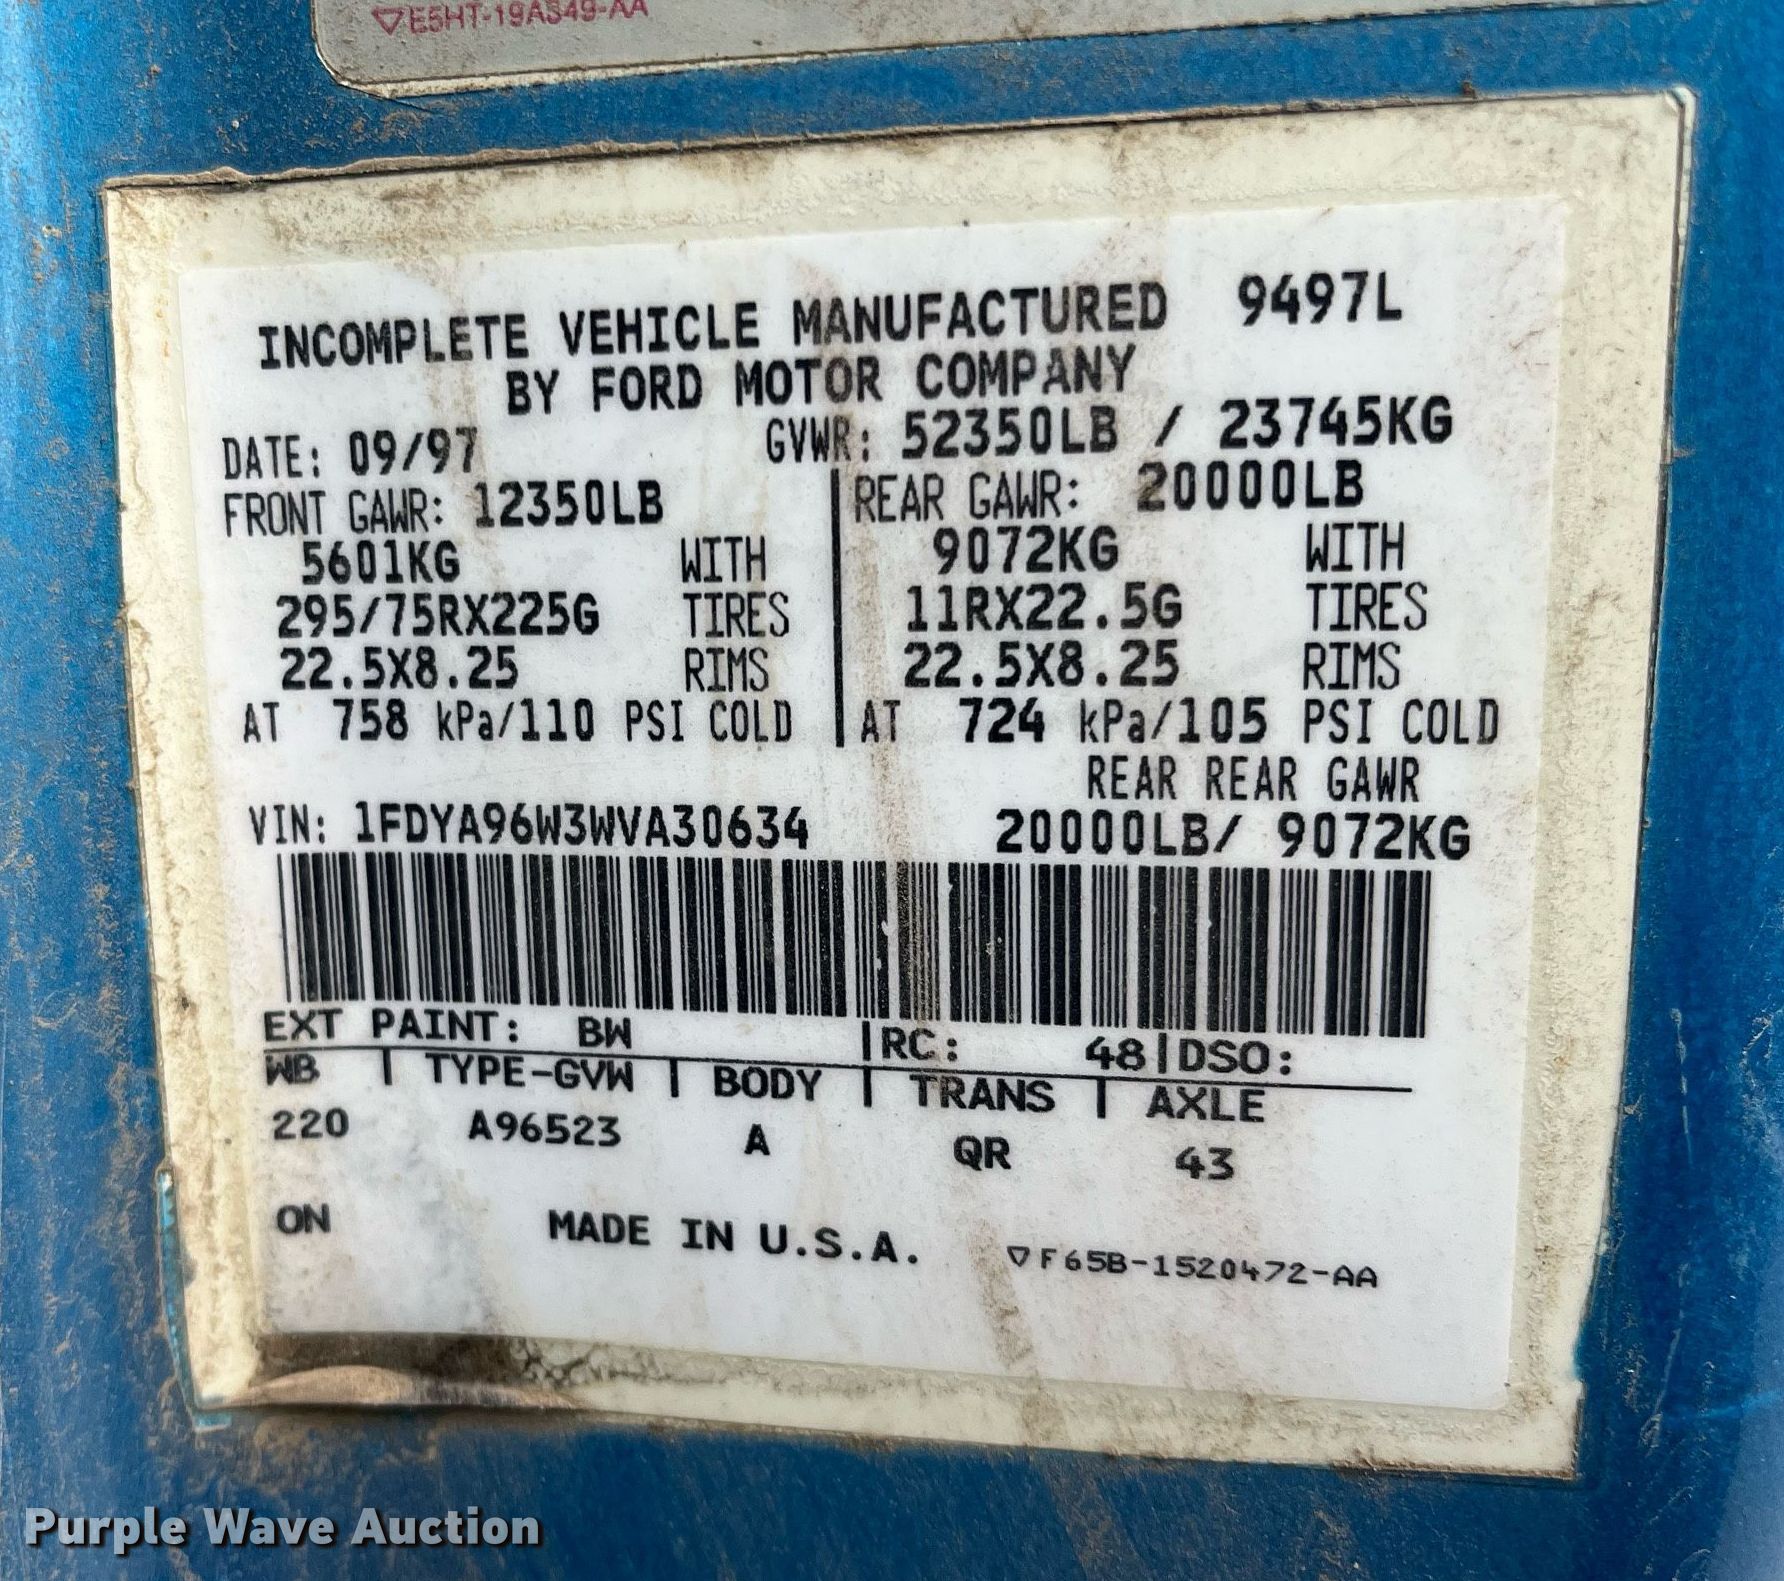 ▽E5HT-19A349-AA
INCOMPLETE VEHICLE MANUFACTURED 9497L
BY FORD MOTOR COMPANY
DATE: 09/97 GVWR: 52350LB / 23745KG
FRONT GAWR: 12350LB REAR GAWR: 20000LB
5601KG WITH 9072KG WITH
295/75RX225G TIRES 11RX22.5G TIRES
22.5X8.25 RIMS 22.5X8.25 RIMS
AT 758 kPa/110 PSI COLD AT 724 kPa/105 PSI COLD
REAR REAR GAWR
VIN: 1FDYA96W3WVA30634 20000LB/ 9072KG
EXT PAINT: BW |RC: 48|DSO:
WB | TYPE-GVW | BODY | TRANS | AXLE
220 A96523 A QR 43
ON MADE IN U.S.A. ▽F65B-1520472-AA
Purple Wave Auction